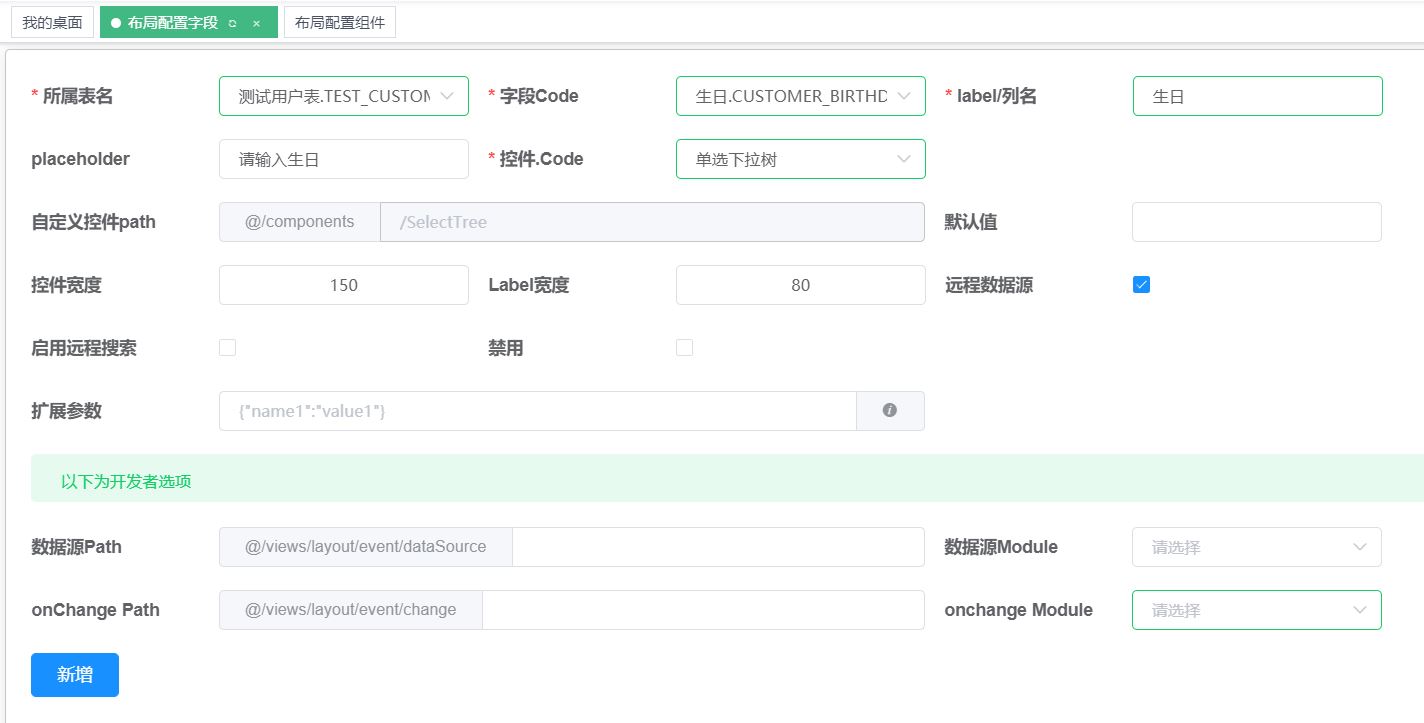 我的桌面 布局配置字段 × 布局配置组件
* 所属表名 测试用户表.TEST_CUSTOM * 字段Code 生日.CUSTOMER_BIRTHD * label/列名 生日
placeholder 请输入生日 * 控件.Code 单选下拉树
自定义控件path @/components /SelectTree 默认值
控件宽度 150 Label宽度 80 远程数据源
启用远程搜索 禁用
扩展参数 {"name1":"value1"}
以下为开发者选项
数据源Path @/views/layout/event/dataSource 数据源Module 请选择
onChange Path @/views/layout/event/change onchange Module 请选择
新增